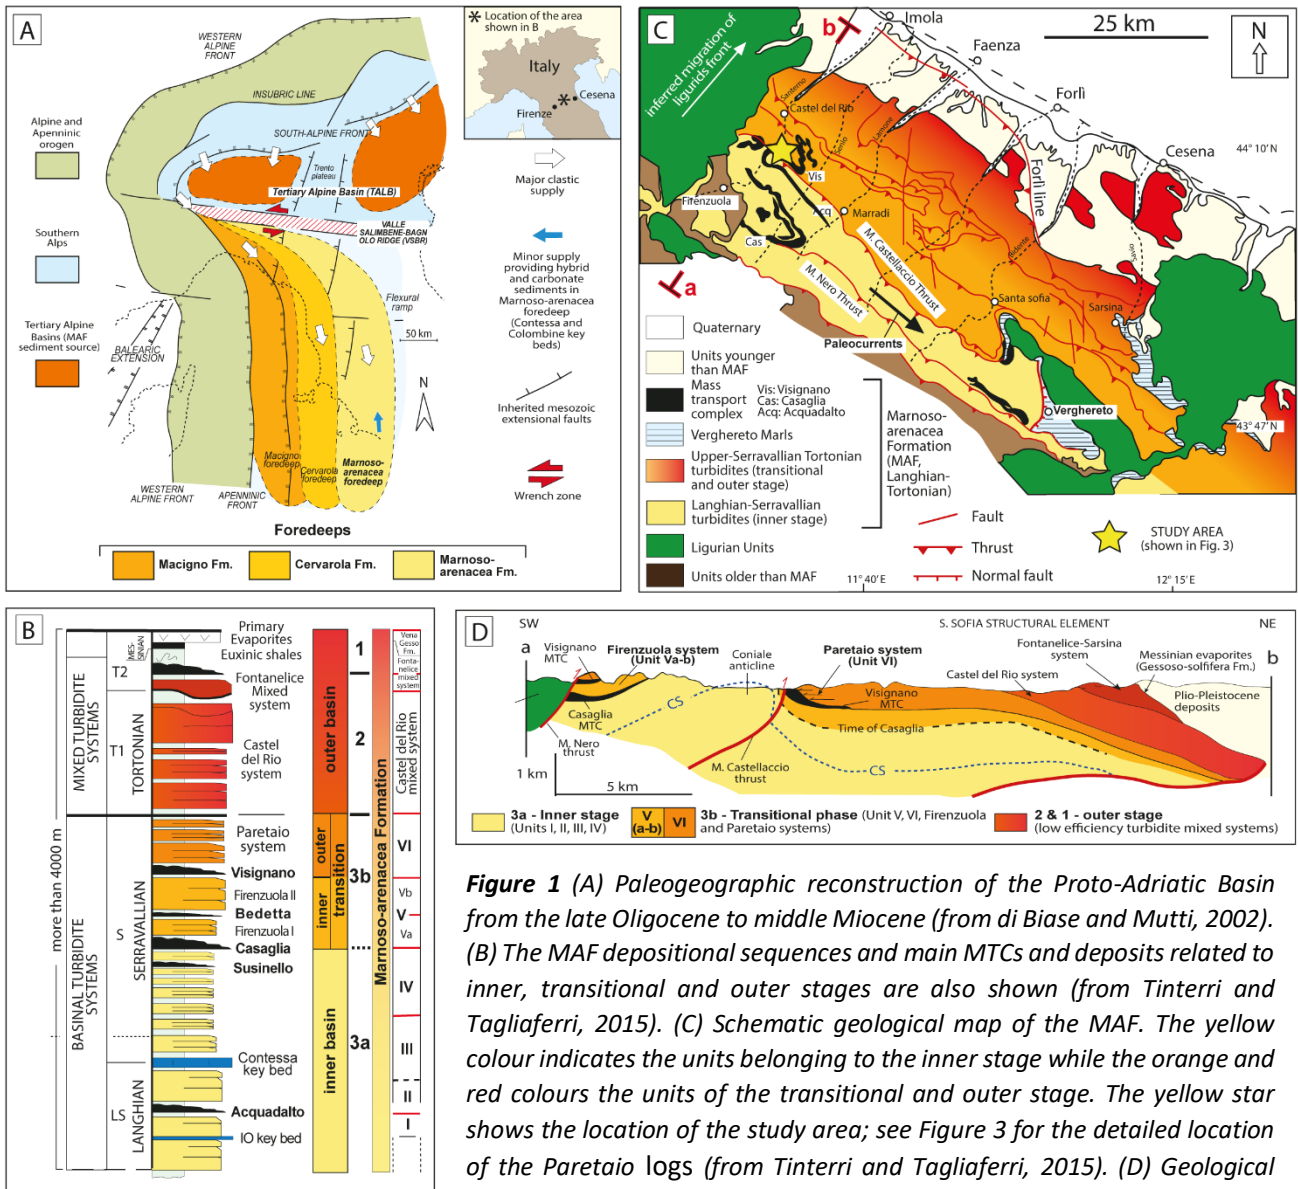 A
WESTERN
ALPINE
FRONT
INSUBRIC LINE
SOUTH-ALPINE FRONT
Trento
plateau
Tertiary Alpine Basin (TALB)
VALLE
SALIMBENE-BAGN
OLO RIDGE (VSBR)
Flexural
ramp
50 km
N
BALEARIC
EXTENSION
Macigno
foredeep
Cervarola
foredeep
Marnoso-
arenacea
foredeep
WESTERN
ALPINE FRONT
APENNINIC
FRONT
Alpine and
Apenninic
orogen
Southern
Alps
Tertiary Alpine
Basins (MAF
sediment source)
* Location of the area
shown in B
Italy
Cesena
Firenze
Major clastic
supply
Minor supply
providing hybrid
and carbonate
sediments in
Marnoso-arenacea
foredeep
(Contessa and
Colombine key
beds)
Inherited mesozoic
extensional faults
Wrench zone
Foredeeps
Macigno Fm.
Cervarola Fm.
Marnoso-
arenacea Fm.
C
b
Imola
25 km
N
Faenza
inferred migration of
ligurids front
Santerno
Castel del Rio
Senio
Lamone
Forlì
Cesena
44° 10' N
Forlì line
Vis
Firenzuola
Acq
Marradi
Cas
M. Castellaccio Thrust
M. Nero Thrust
Bidente
Savio
a
Santa sofia
Sarsina
Paleocurrents
Verghereto
43° 47' N
Quaternary
Units younger
than MAF
Mass
transport
complex
Vis: Visignano
Cas: Casaglia
Acq: Acquadalto
Verghereto Marls
Upper-Serravallian Tortonian
turbidites (transitional
and outer stage)
Langhian-Serravallian
turbidites (inner stage)
Ligurian Units
Units older than MAF
Marnoso-
arenacea
Formation
(MAF,
Langhian-
Tortonian)
Fault
Thrust
Normal fault
STUDY AREA
(shown in Fig. 3)
11° 40' E
12° 15' E
B
more than 4000 m
MIXED TURBIDITE
SYSTEMS
BASINAL TURBIDITE
SYSTEMS
T2
T1
S
LS
MES-
SINIAN
TORTONIAN
SERRAVALLIAN
LANGHIAN
Primary
Evaporites
Euxinic shales
Fontanelice
Mixed
system
Castel
del Rio
system
Paretaio
system
Visignano
Firenzuola II
Bedetta
Firenzuola I
Casaglia
Susinello
Contessa
key bed
Acquadalto
IO key bed
outer basin
outer
inner
transition
inner basin
1
2
3b
3a
Marnoso-arenacea Formation
Vena
Gesso
Fm.
Fonta-
nelice
mixed
system
Castel del Rio
mixed system
VI
Vb
V
Va
IV
III
II
I
D
SW
S. SOFIA STRUCTURAL ELEMENT
NE
a
Visignano
MTC
Firenzuola system
(Unit Va-b)
Coniale
anticline
Paretaio system
(Unit VI)
Fontanelice-Sarsina
system
Castel del Rio system
Messinian evaporites
(Gessoso-solfifera Fm.)
b
Visignano
MTC
Plio-Pleistocene
deposits
Casaglia
MTC
CS
Time of Casaglia
M. Nero
thrust
M. Castellaccio
thrust
CS
1 km
5 km
3a - Inner stage
(Units I, II, III, IV)
V
(a-b)
VI
3b - Transitional phase (Unit V, VI, Firenzuola
and Paretaio systems)
2 & 1 - outer stage
(low efficiency turbidite mixed systems)
Figure 1 (A) Paleogeographic reconstruction of the Proto-Adriatic Basin
from the late Oligocene to middle Miocene (from di Biase and Mutti, 2002).
(B) The MAF depositional sequences and main MTCs and deposits related to
inner, transitional and outer stages are also shown (from Tinterri and
Tagliaferri, 2015). (C) Schematic geological map of the MAF. The yellow
colour indicates the units belonging to the inner stage while the orange and
red colours the units of the transitional and outer stage. The yellow star
shows the location of the study area; see Figure 3 for the detailed location
of the Paretaio logs (from Tinterri and Tagliaferri, 2015). (D) Geological